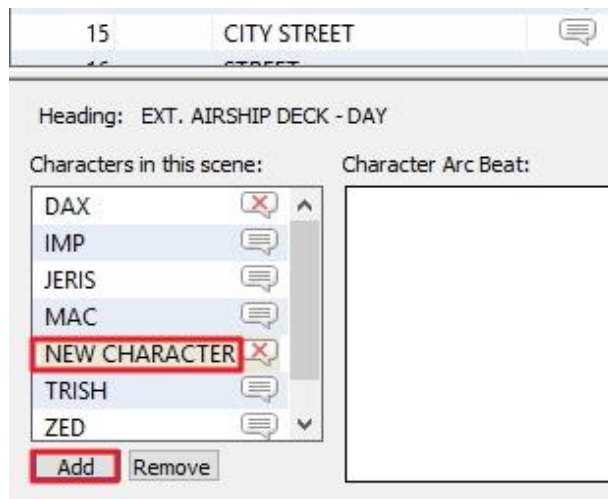 15 CITY STREET
Heading: EXT. AIRSHIP DECK - DAY
Characters in this scene: Character Arc Beat:
DAX
IMP
JERIS
MAC
NEW CHARACTER
TRISH
ZED
Add Remove